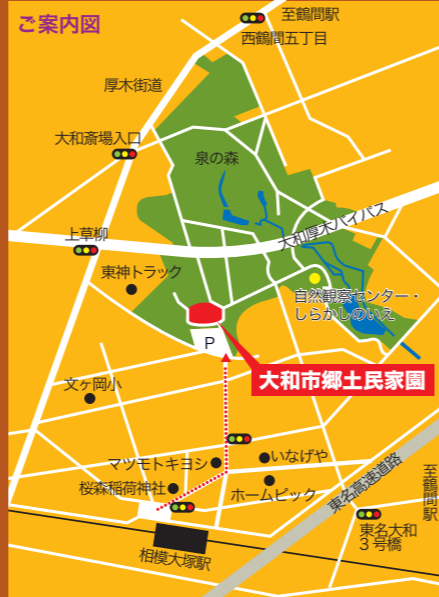 ご案内図
至鶴間駅
西鶴間五丁目
厚木街道
大和斎場入口
泉の森
大和厚木バイパス
上草柳
東神トラック
自然観察センター・
しらかしのいえ
P
大和市郷土民家園
文ヶ岡小
マツモトキヨシ
いなげや
桜森稲荷神社
ホームピック
東名高速道路
至鶴間駅
東名大和
3号橋
相模大塚駅